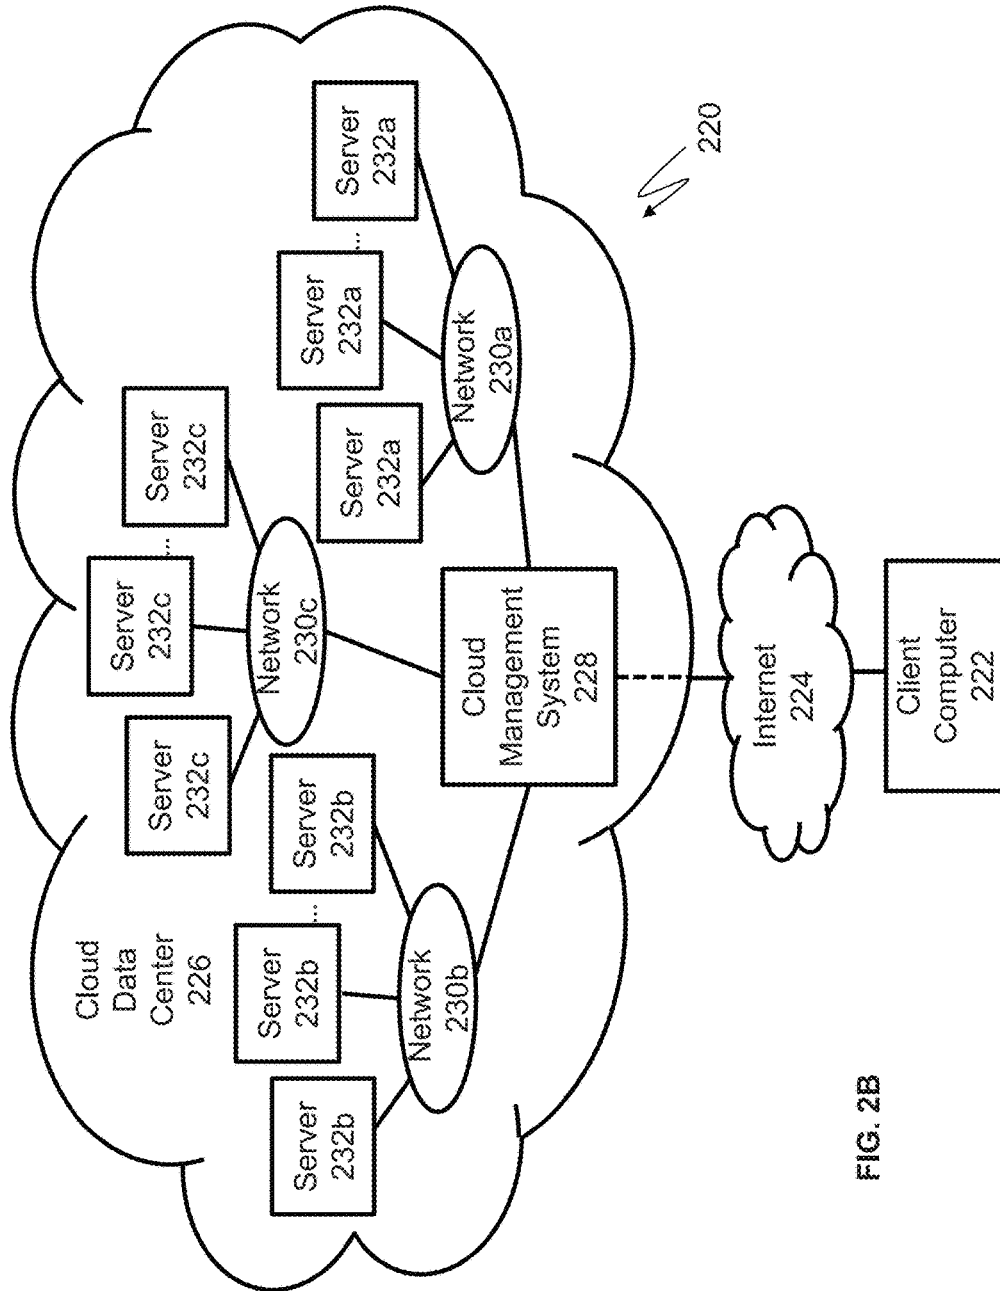 Cloud
Data
Center
226
Server
232c
Server
232c
...
Server
232c
Network
230c
Server
232b
Server
232b
...
Server
232b
Network
230b
Server
232a
Server
232a
...
Server
232a
Network
230a
Cloud
Management
System
228
220
Internet
224
Client
Computer
222
FIG. 2B